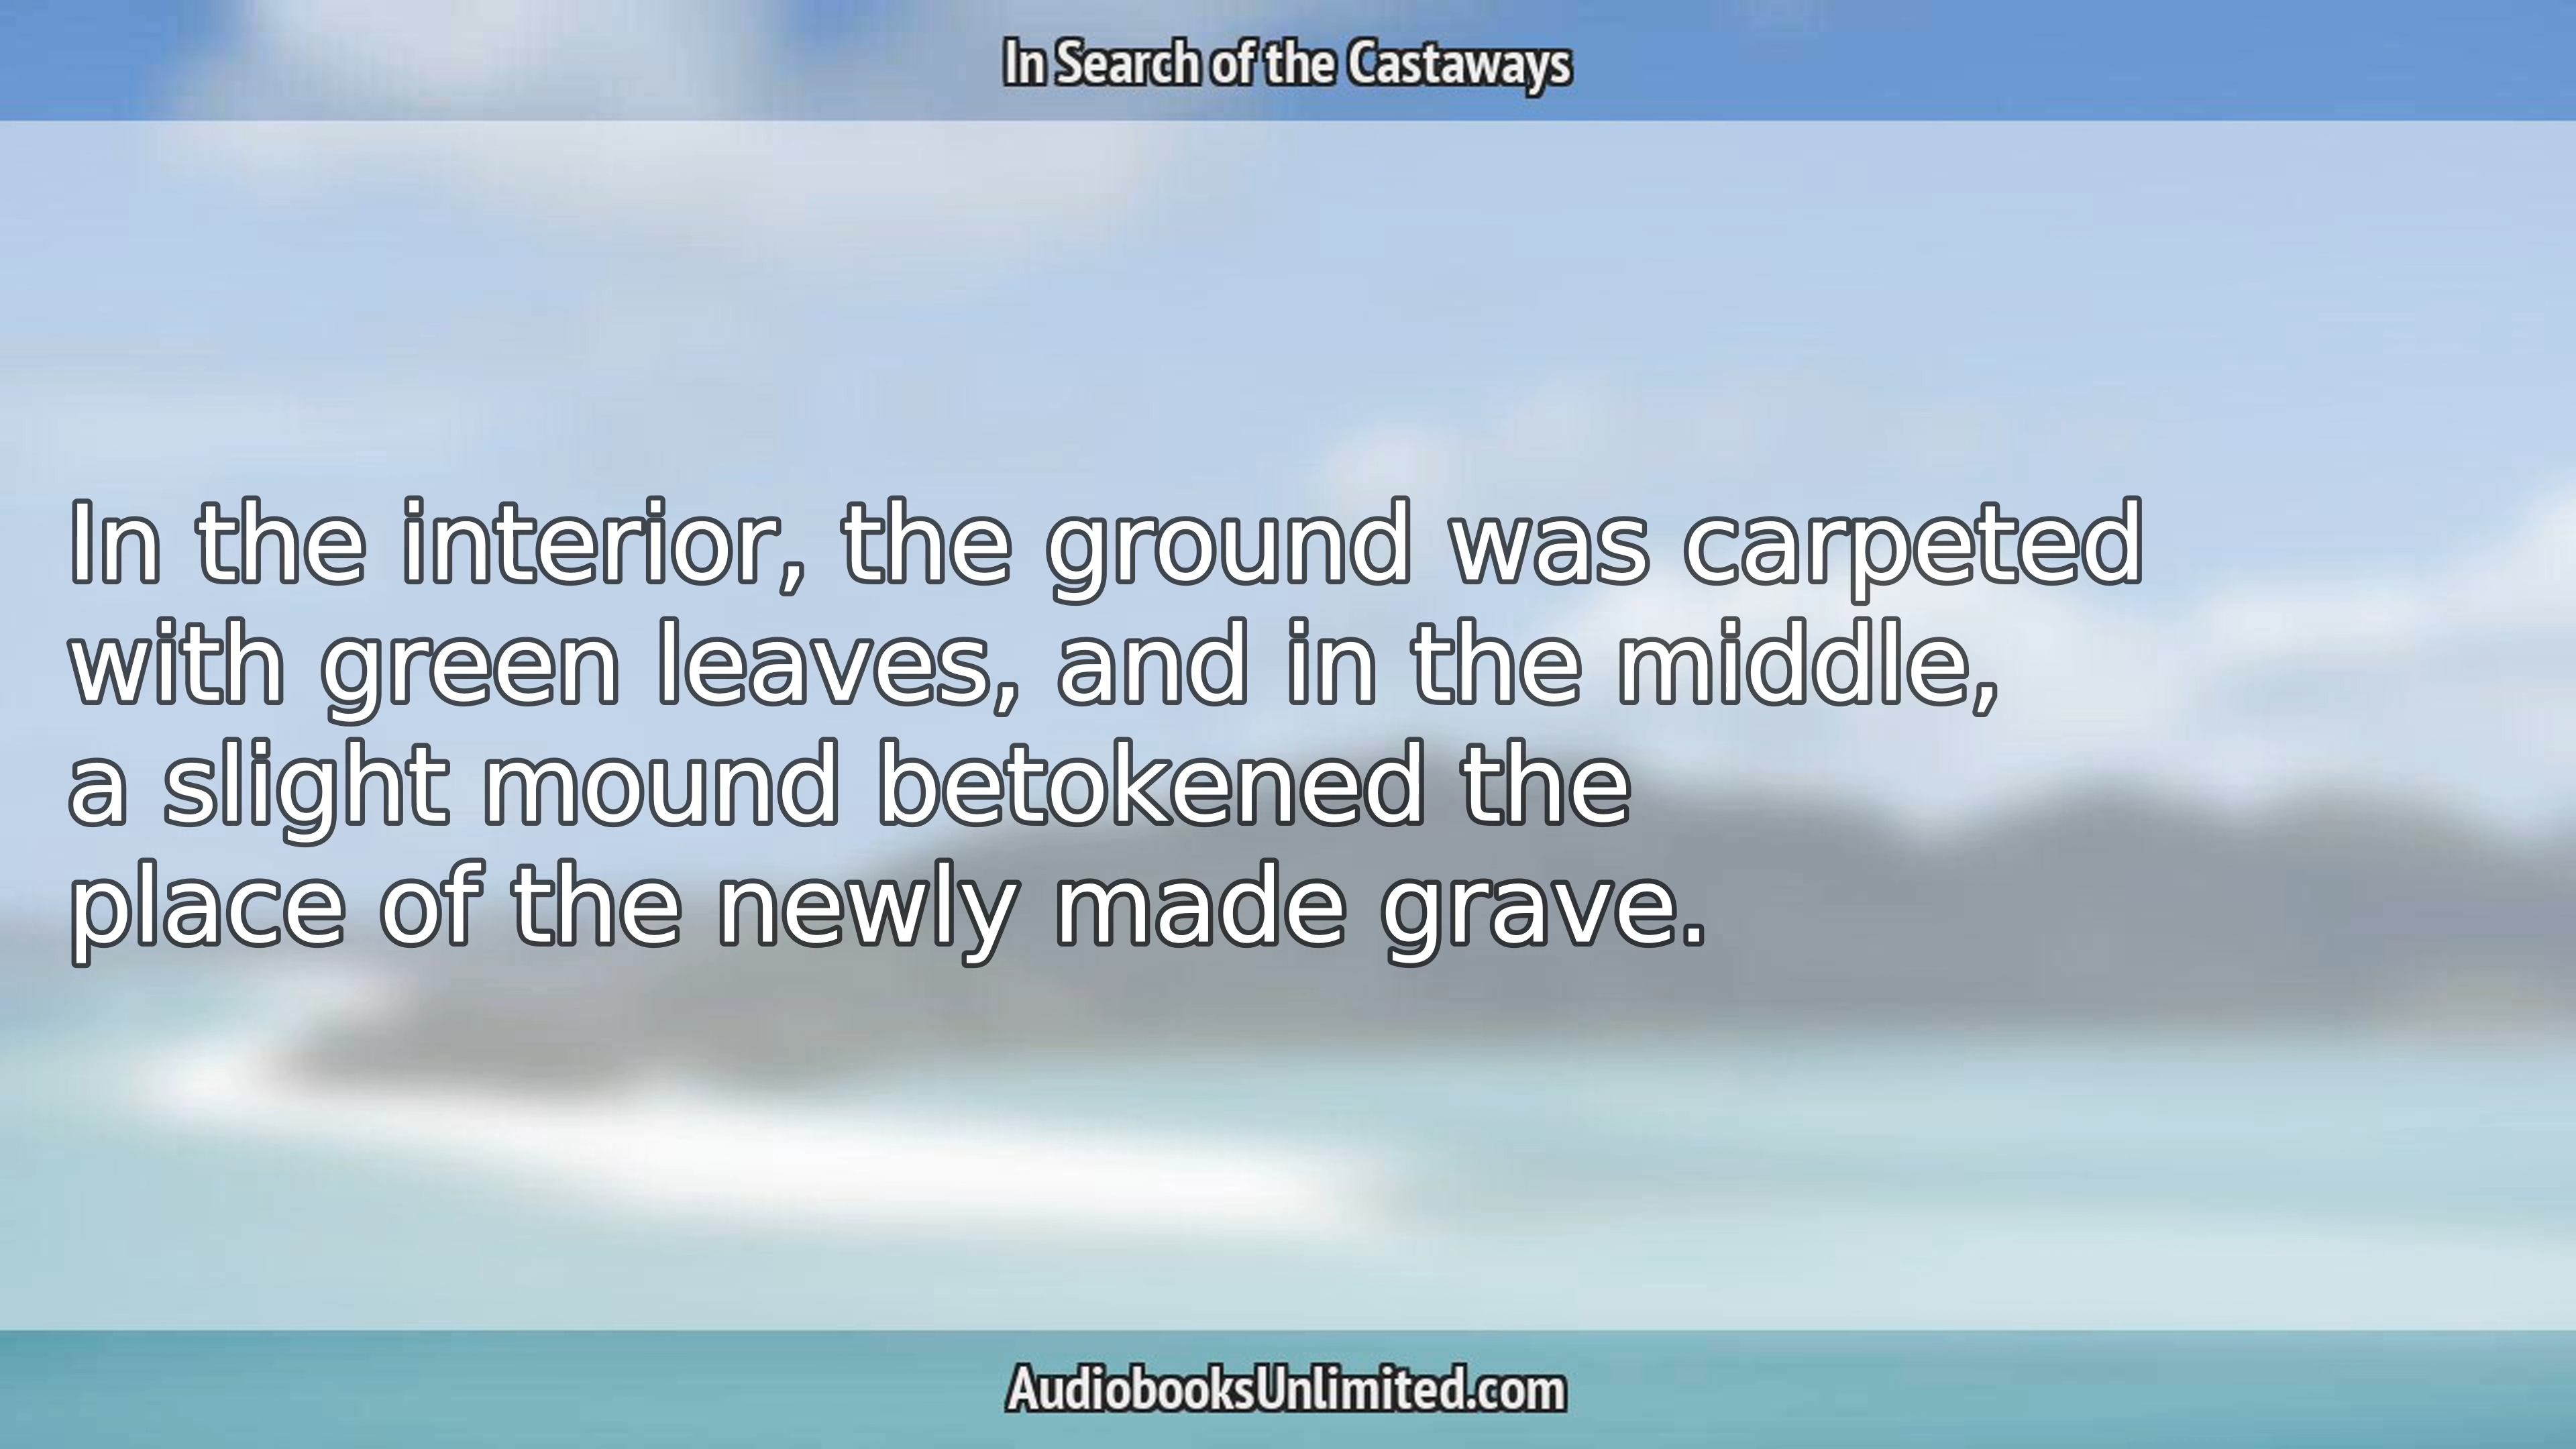 In Search of the Castaways
In the interior, the ground was carpeted
with green leaves, and in the middle,
a slight mound betokened the
place of the newly made grave.
AudiobooksUnlimited.com